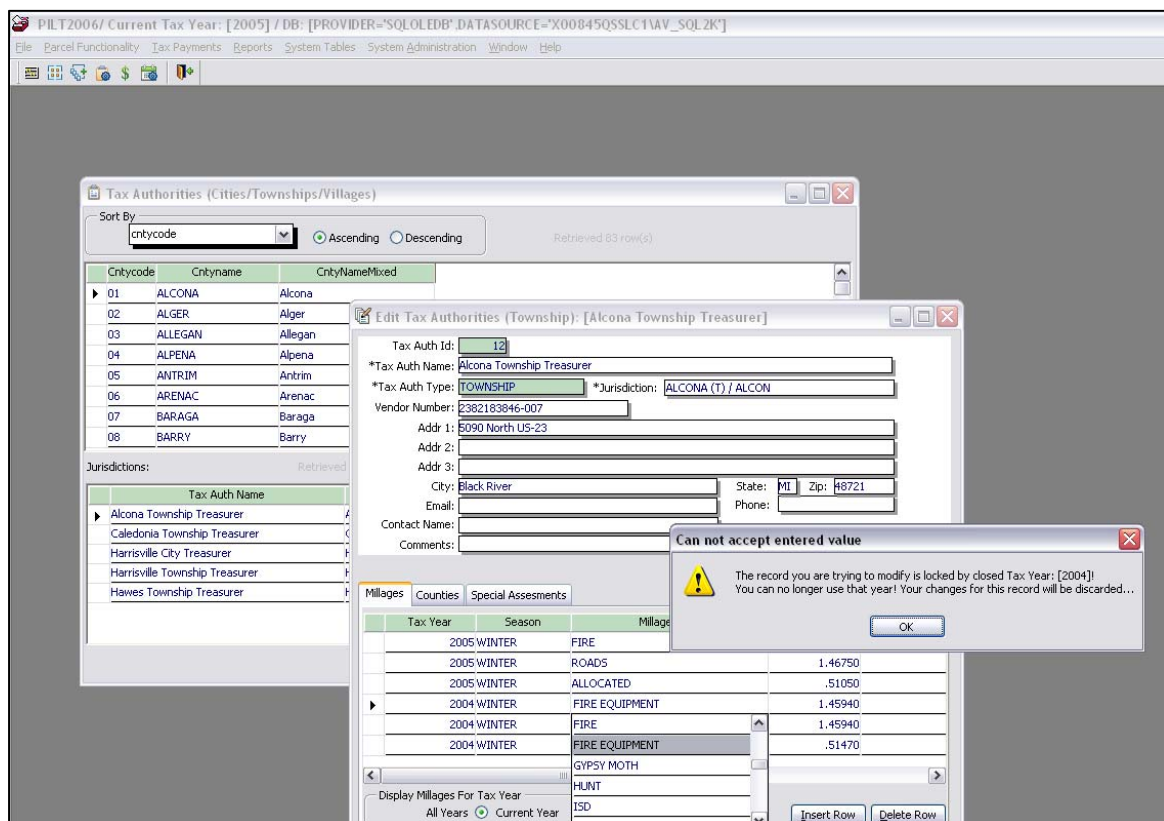 PILT2006/ Current Tax Year: [2005] / DB: [PROVIDER='SQLOLEDB'.DATASOURCE='X00845QSSLC1\AV_SQL2K']
File Parcel Functionality Tax Payments Reports System Tables System Administration Window Help
Tax Authorities (Cities/Townships/Villages)
Sort By
cntycode Ascending Descending Retrieved 83 row(s)
Cntycode Cntyname CntyNameMixed
01 ALCONA Alcona
02 ALGER Alger
03 ALLEGAN Allegan
04 ALPENA Alpena
05 ANTRIM Antrim
06 ARENAC Arenac
07 BARAGA Baraga
08 BARRY Barry
Jurisdictions: Retrieved
Tax Auth Name
Alcona Township Treasurer
Caledonia Township Treasurer
Harrisville City Treasurer
Harrisville Township Treasurer
Hawes Township Treasurer
Edit Tax Authorities (Township): [Alcona Township Treasurer]
Tax Auth Id: 12
*Tax Auth Name: Alcona Township Treasurer
*Tax Auth Type: TOWNSHIP *Jurisdiction: ALCONA (T) / ALCON
Vendor Number: 2382183846-007
Addr 1: 5090 North US-23
Addr 2:
Addr 3:
City: Black River State: MI Zip: 48721
Email: Phone:
Contact Name:
Comments:
Can not accept entered value
The record you are trying to modify is locked by closed Tax Year: [2004]!
You can no longer use that year! Your changes for this record will be discarded...
OK
Millages Counties Special Assesments
Tax Year Season Millage
2005 WINTER FIRE
2005 WINTER ROADS 1.46750
2005 WINTER ALLOCATED .51050
2004 WINTER FIRE EQUIPMENT 1.45940
2004 WINTER FIRE 1.45940
2004 WINTER FIRE EQUIPMENT .51470
GYPSY MOTH
HUNT
ISD
Display Millages For Tax Year
All Years Current Year
Insert Row Delete Row